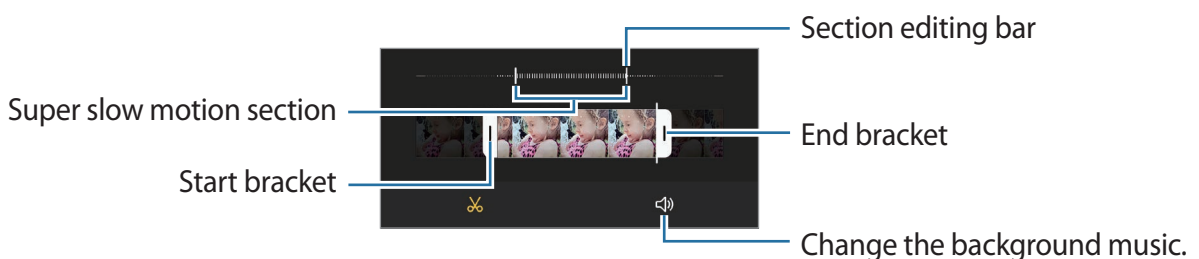 Section editing bar
Super slow motion section
End bracket
Start bracket
Change the background music.